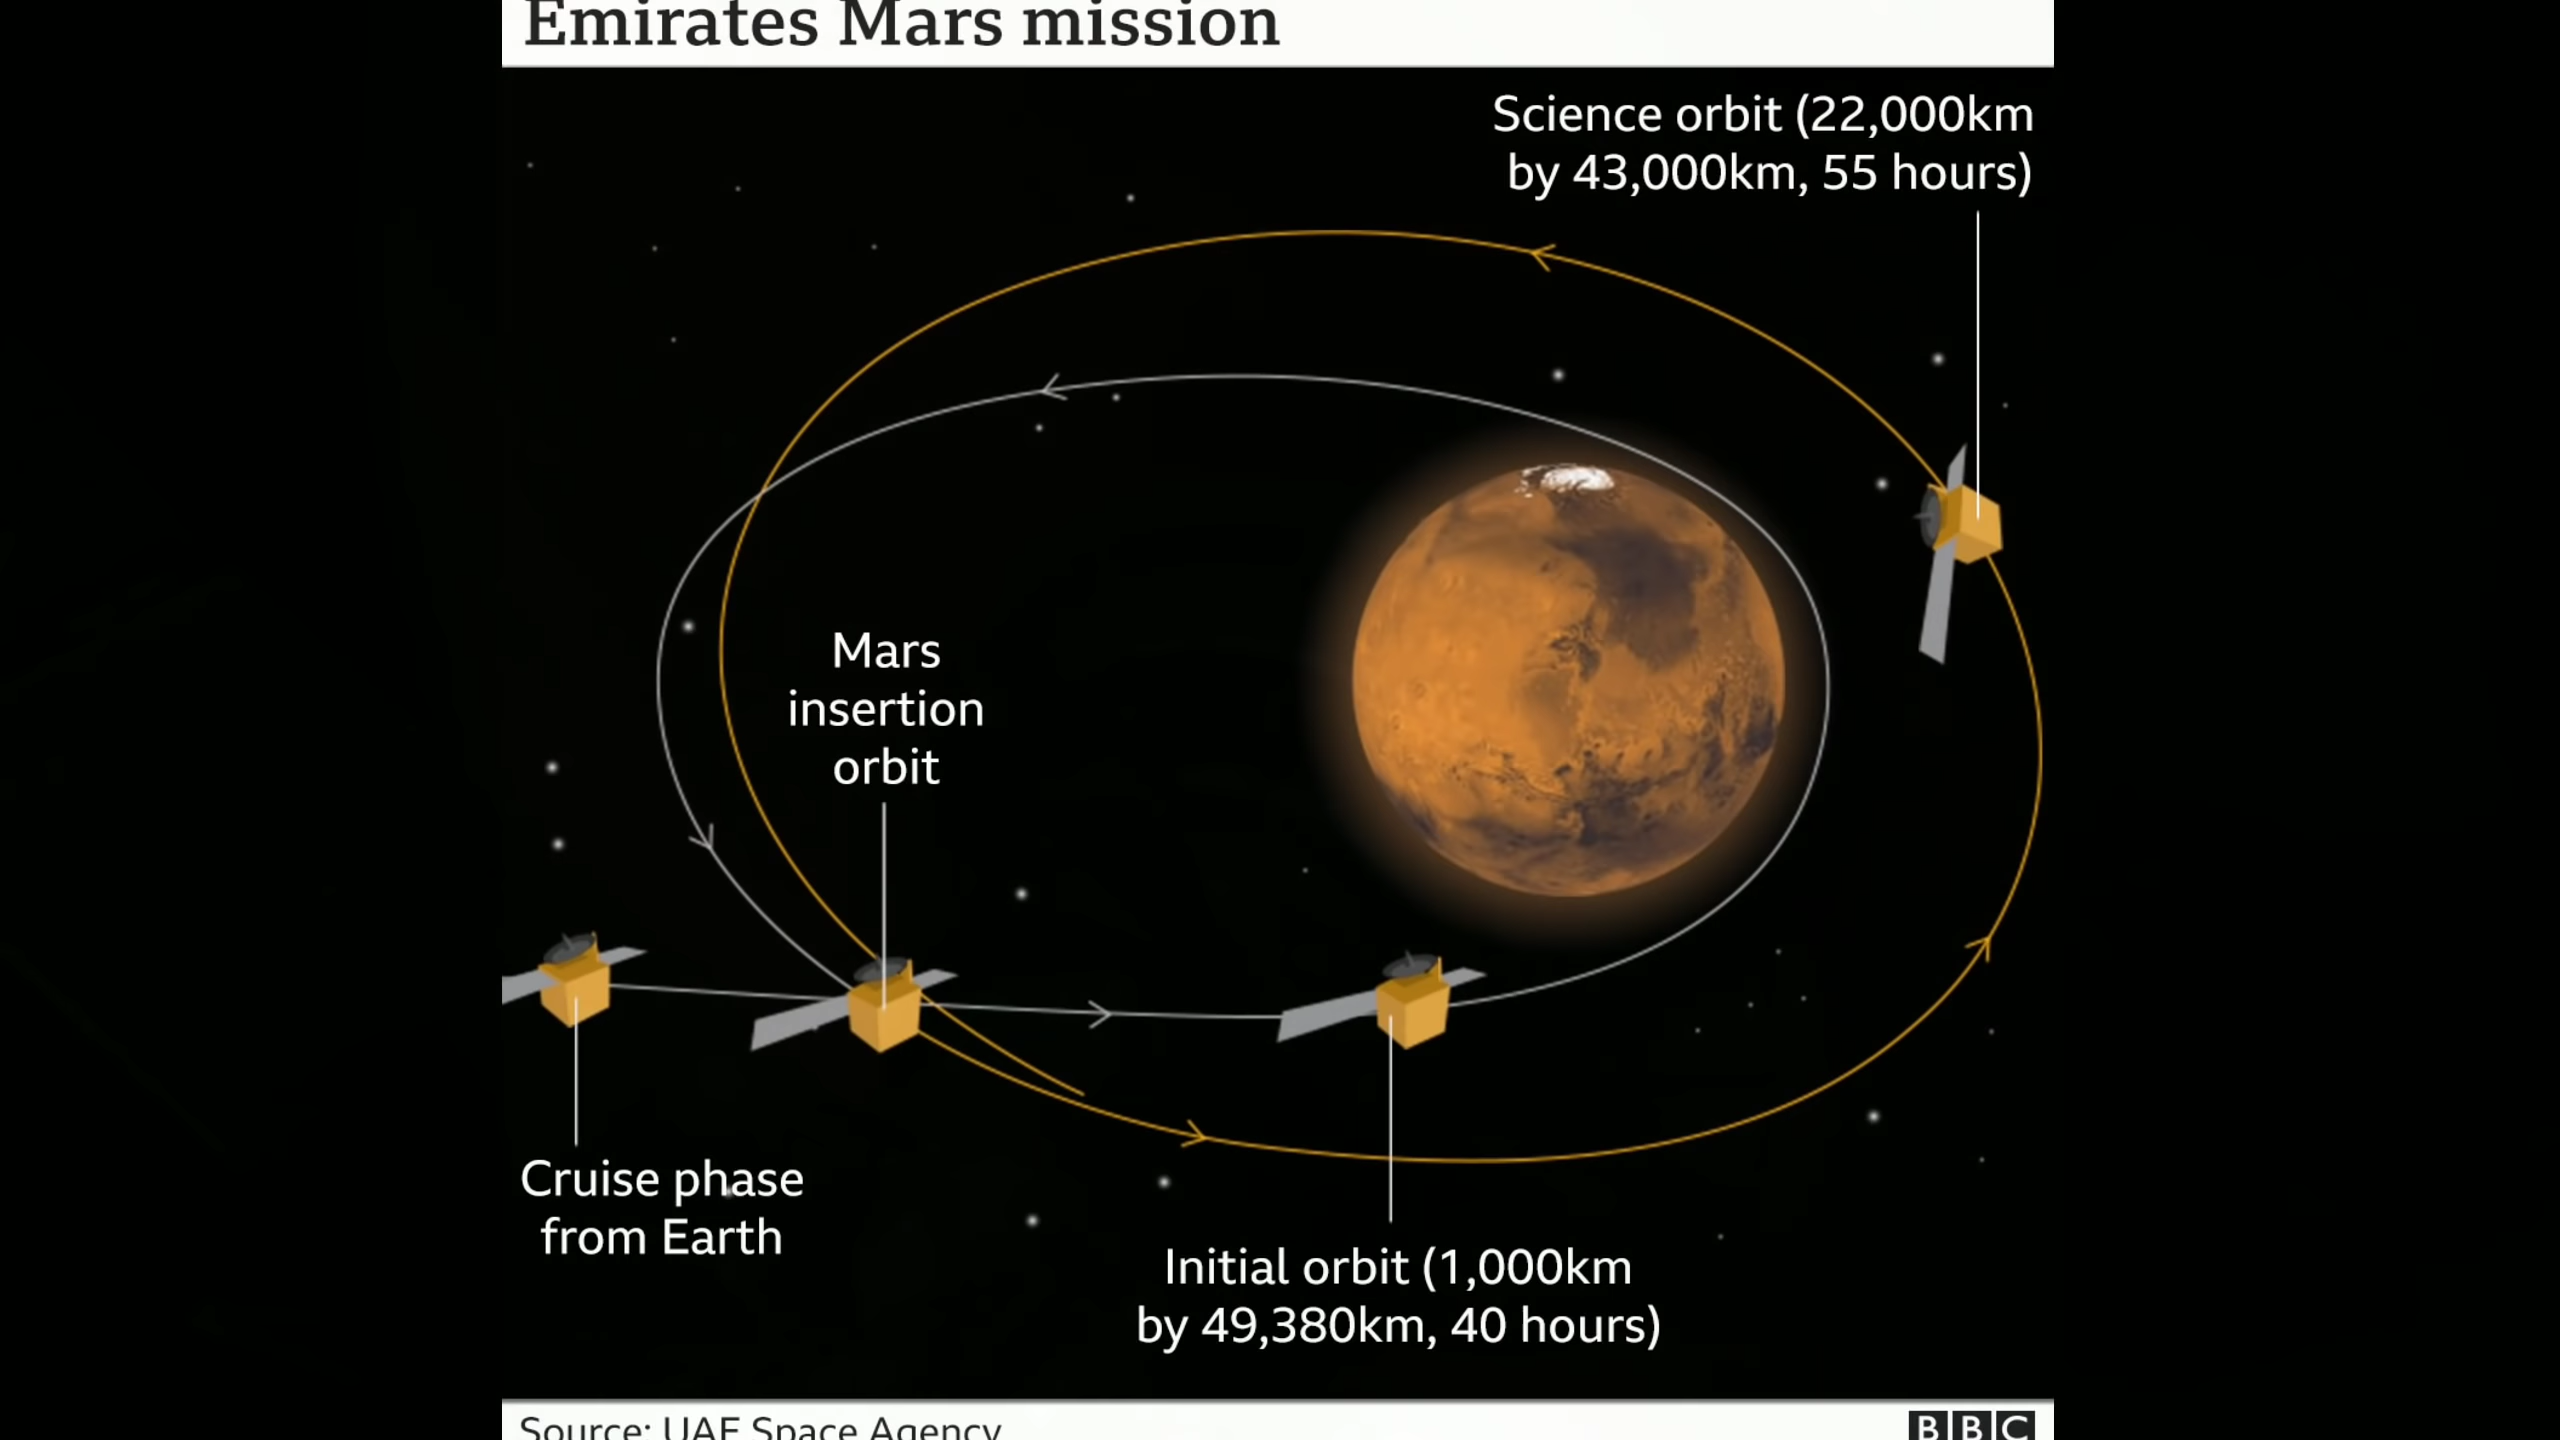 Emirates Mars mission
Science orbit (22,000km
by 43,000km, 55 hours)
Mars
insertion
orbit
Cruise phase
from Earth
Initial orbit (1,000km
by 49,380km, 40 hours)
Source: UAE Space Agency
BBC